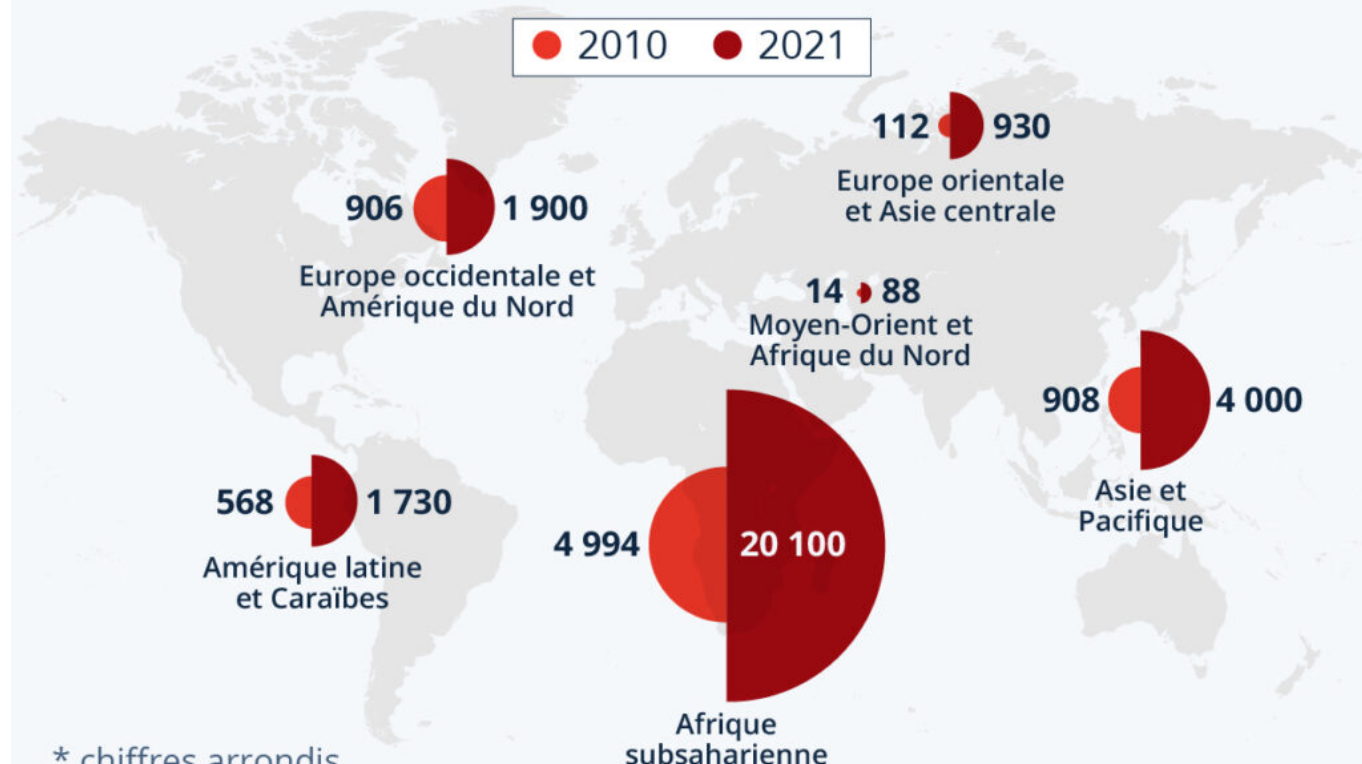 2010 2021
112 930
Europe orientale
et Asie centrale
906 1 900
Europe occidentale et
Amérique du Nord
14 88
Moyen-Orient et
Afrique du Nord
908 4 000
Asie et
Pacifique
568 1 730
Amérique latine
et Caraïbes
4 994 20 100
Afrique
subsaharienne
* chiffres arrondis